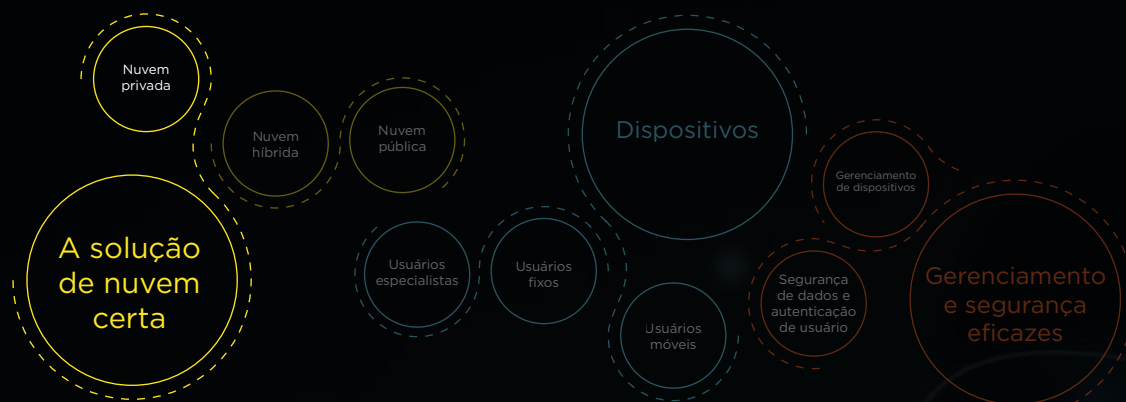 Nuvem
privada
A solução
de nuvem
certa
Nuvem
híbrida
Nuvem
pública
Usuários
especialistas
Usuários
fixos
Dispositivos
Usuários
móveis
Gerenciamento
de dispositivos
Segurança
de dados e
autenticação
de usuário
Gerenciamento
e segurança
eficazes